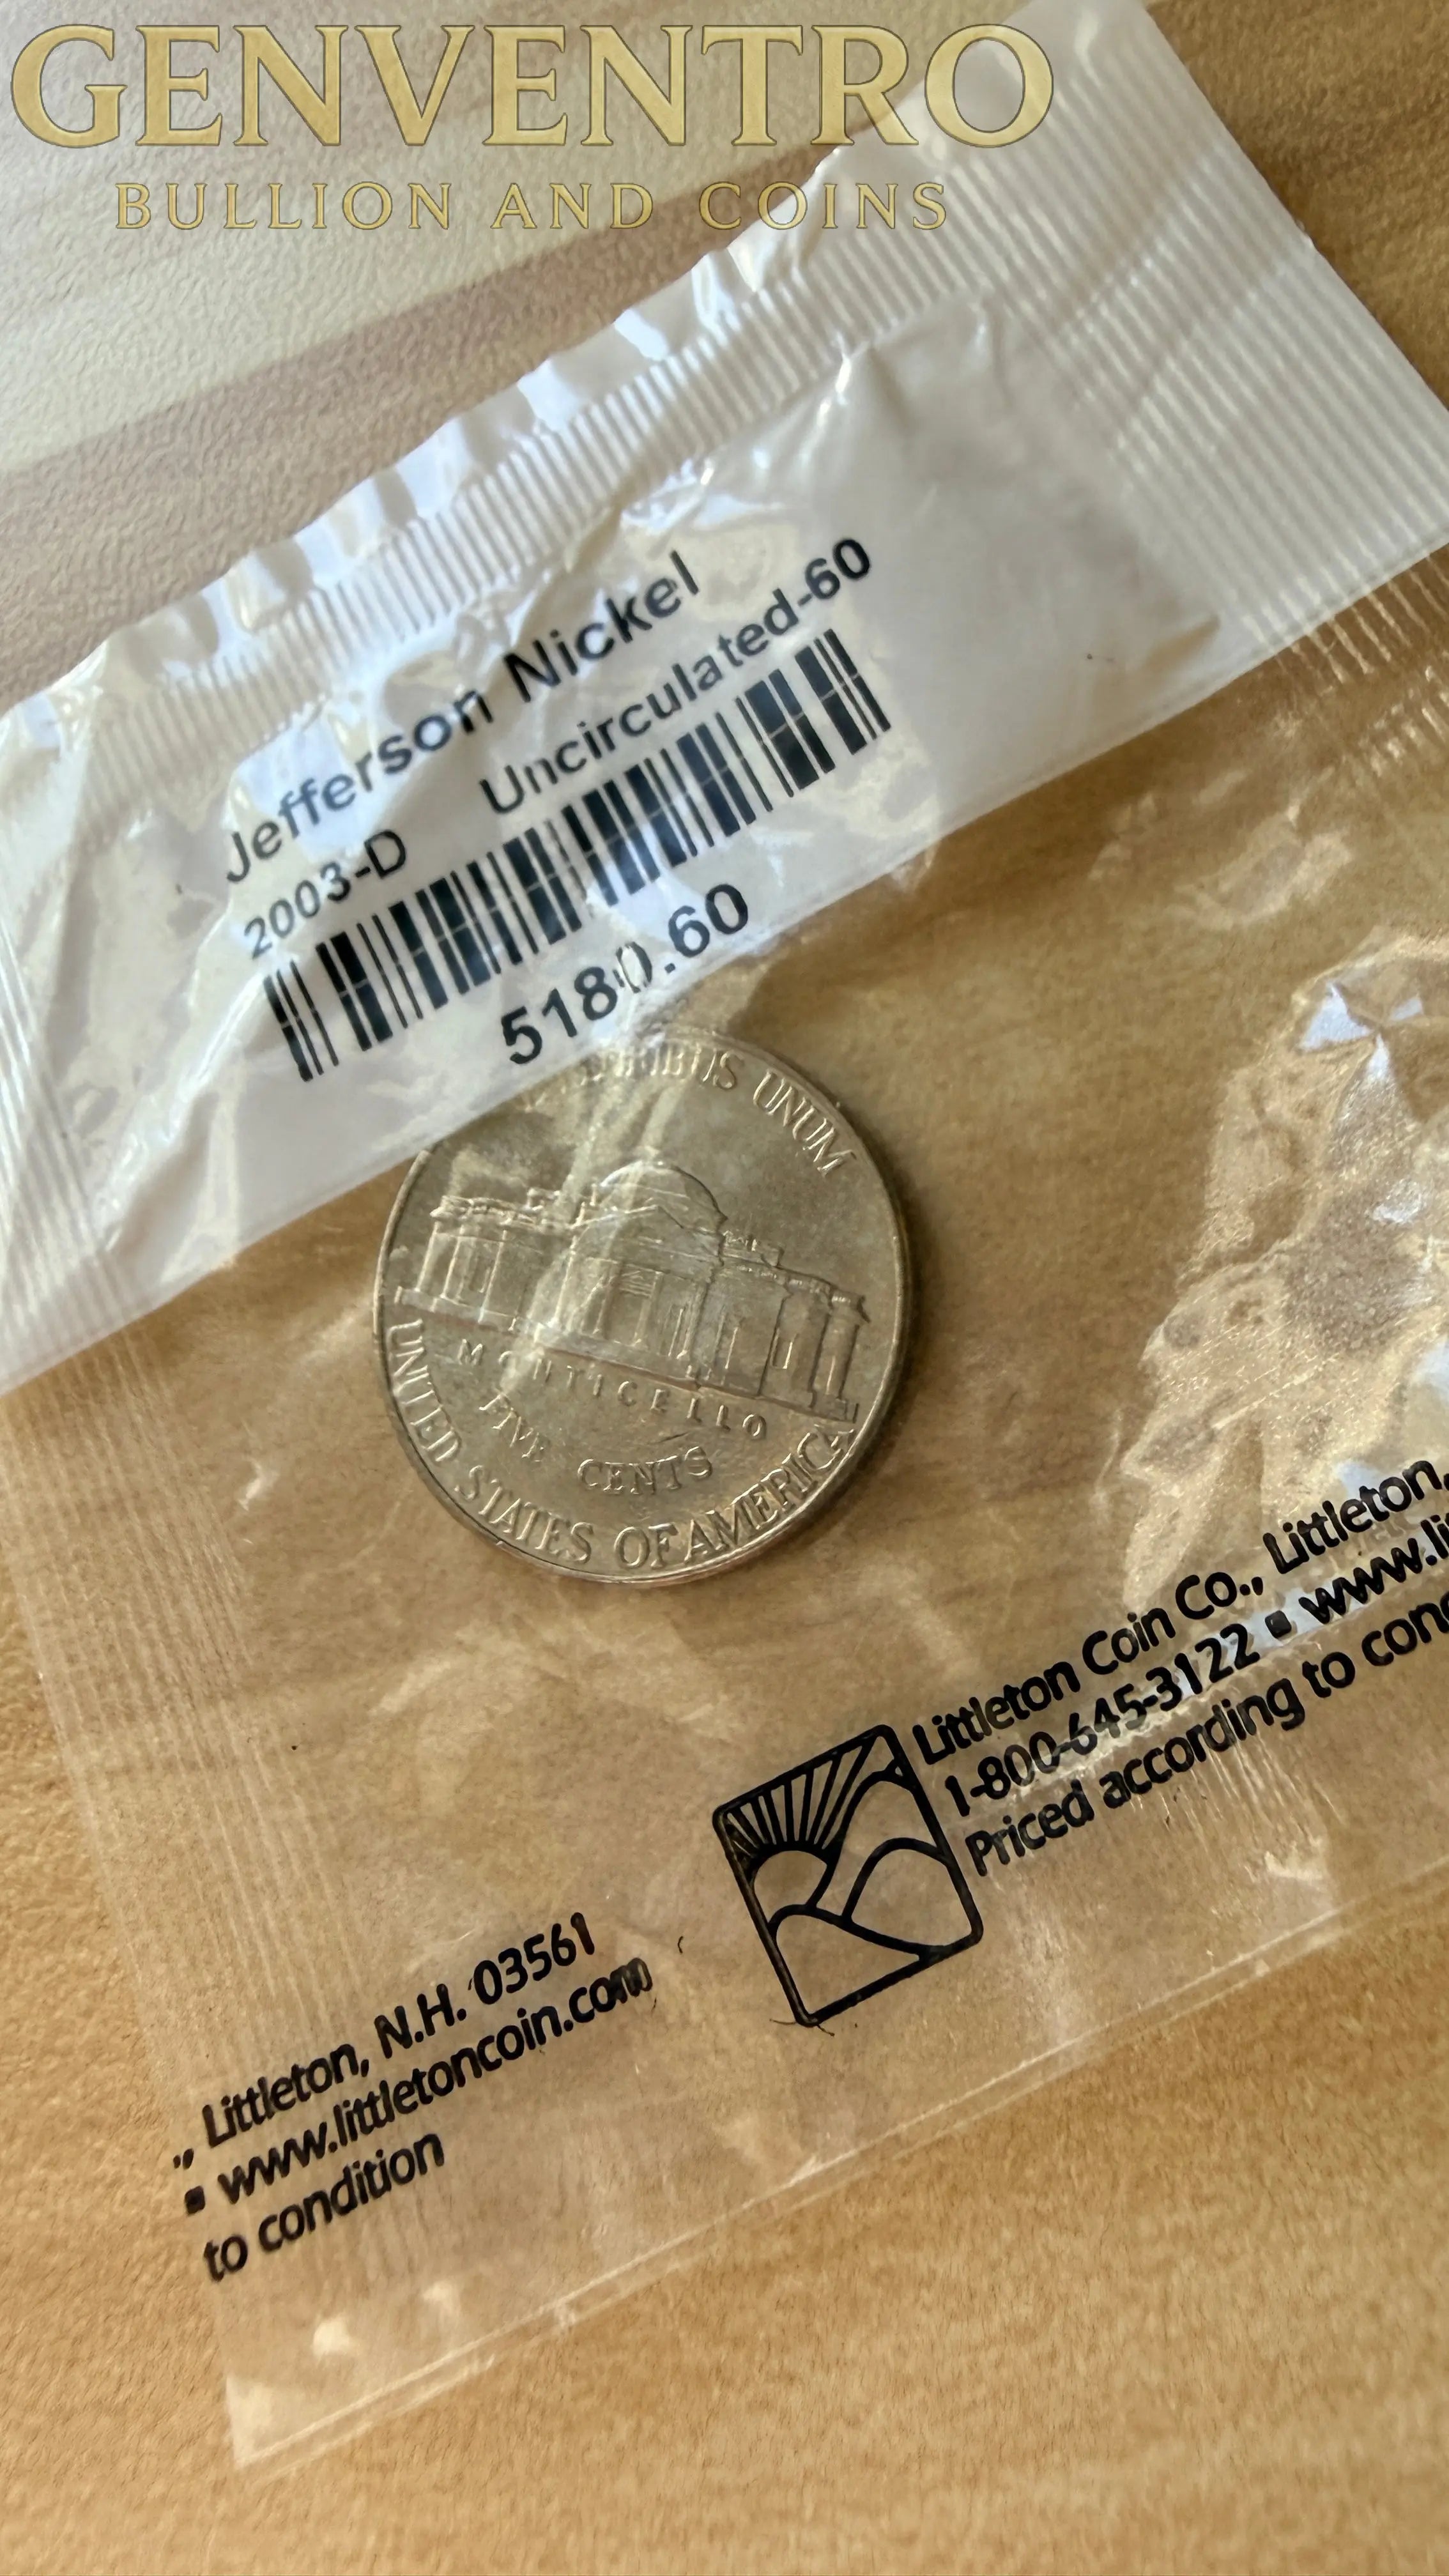 GENVENTRO
BULLION AND COINS
Jefferson Nickel
2003-D Uncirculated-60
5180.60
PLURIBUS UNUM
MONTICELLO
FIVE CENTS
UNITED STATES OF AMERICA
Littleton Coin Co., Littleton,
1-800-645-3122 ▪ www.li
Priced according to con
., Littleton, N.H. 03561
▪ www.littletoncoin.com
to condition